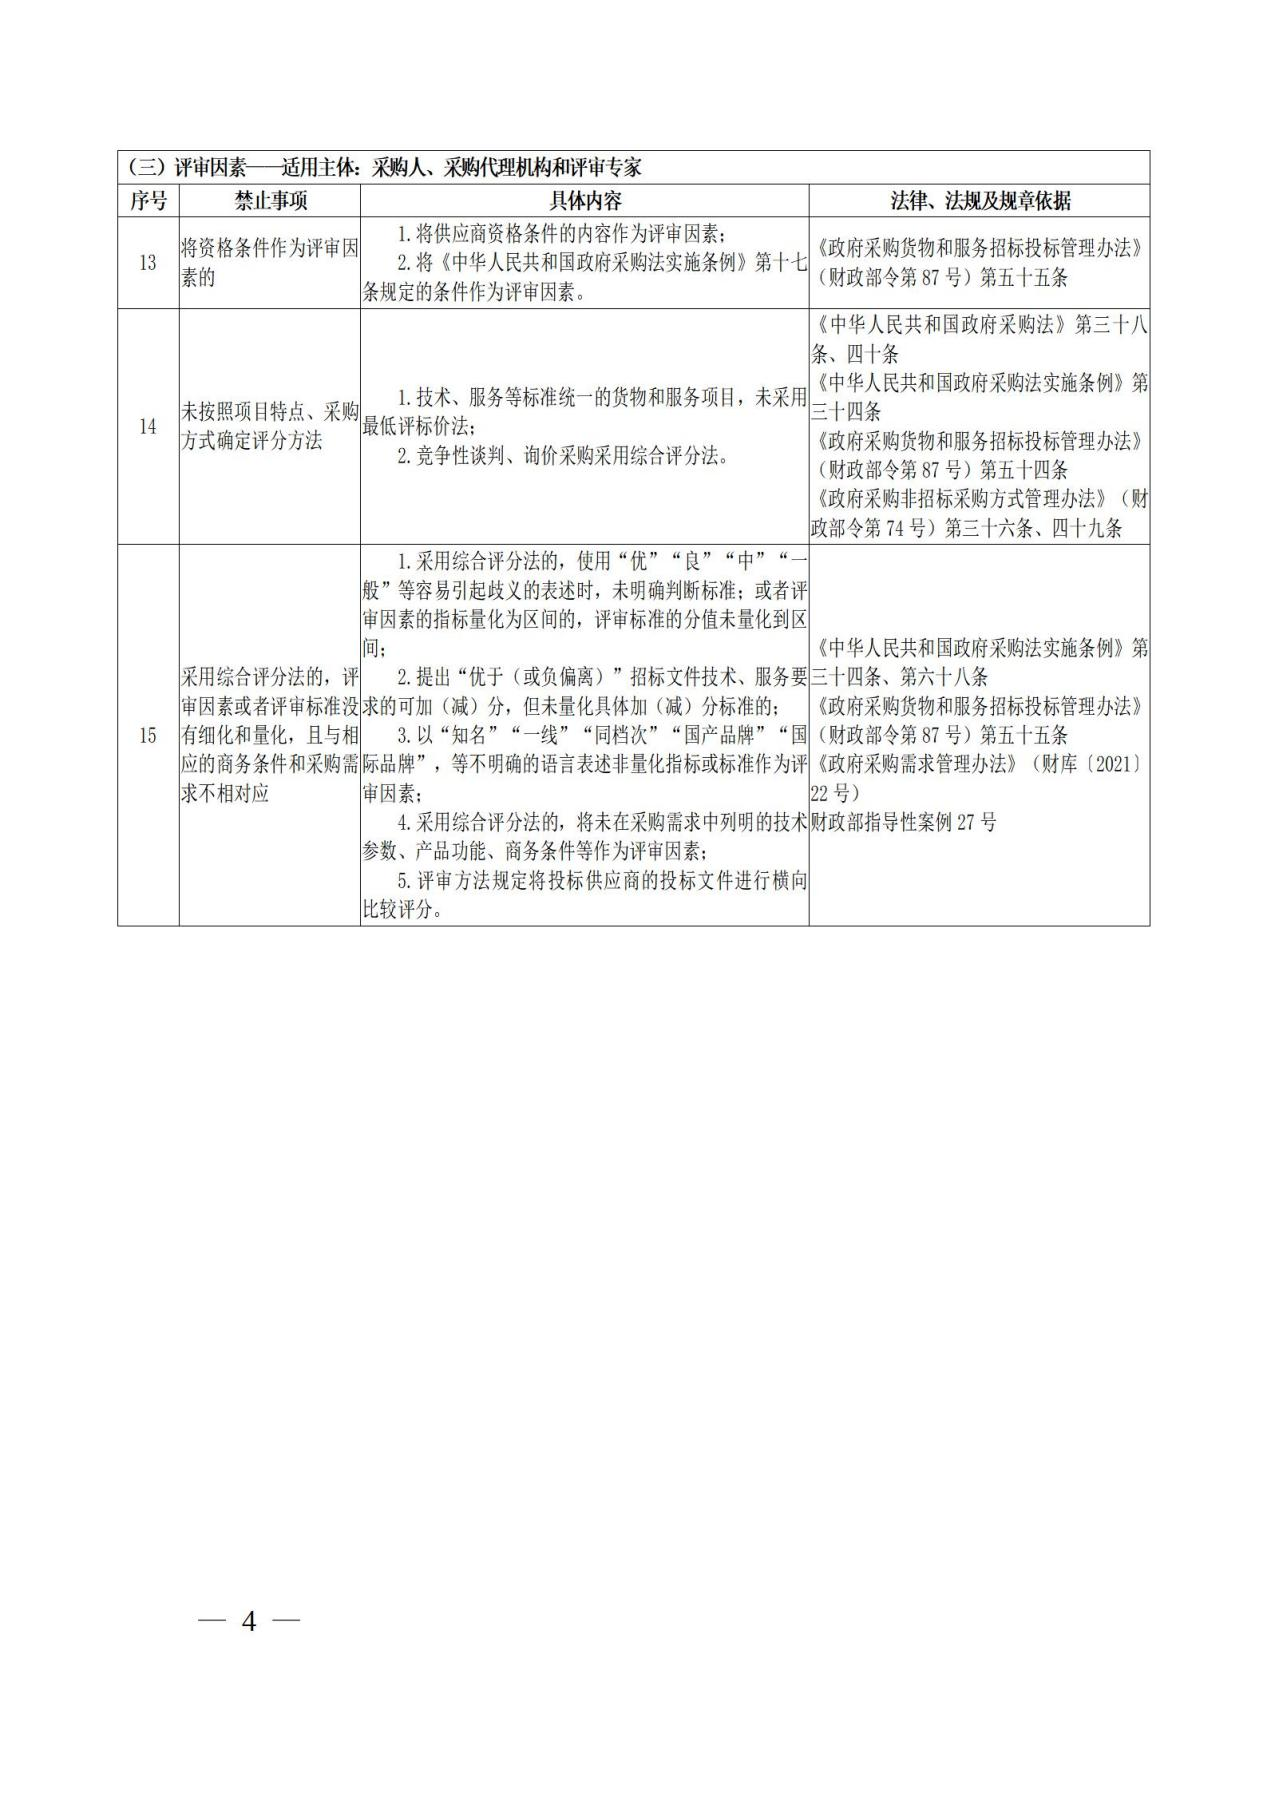 （三）评审因素——适用主体：采购人、采购代理机构和评审专家
序号 禁止事项 具体内容 法律、法规及规章依据
13
将资格条件作为评审因
素的
1.将供应商资格条件的内容作为评审因素；
2.将《中华人民共和国政府采购法实施条例》第十七
条规定的条件作为评审因素。
《政府采购货物和服务招标投标管理办法》
（财政部令第 87 号）第五十五条
14
未按照项目特点、采购
方式确定评分方法
1.技术、服务等标准统一的货物和服务项目，未采用
最低评标价法；
2.竞争性谈判、询价采购采用综合评分法。
《中华人民共和国政府采购法》第三十八
条、四十条
《中华人民共和国政府采购法实施条例》第
三十四条
《政府采购货物和服务招标投标管理办法》
（财政部令第 87 号）第五十四条
《政府采购非招标采购方式管理办法》（财
政部令第 74 号）第三十六条、四十九条
15
采用综合评分法的，评
审因素或者评审标准没
有细化和量化，且与相
应的商务条件和采购需
求不相对应
1.采用综合评分法的，使用“优”“良”“中”“一
般”等容易引起歧义的表述时，未明确判断标准；或者评
审因素的指标量化为区间的，评审标准的分值未量化到区
间；
2.提出“优于（或负偏离）”招标文件技术、服务要
求的可加（减）分，但未量化具体加（减）分标准的；
3.以“知名”“一线”“同档次”“国产品牌”“国
际品牌”，等不明确的语言表述非量化指标或标准作为评
审因素；
4.采用综合评分法的，将未在采购需求中列明的技术
参数、产品功能、商务条件等作为评审因素；
5.评审方法规定将投标供应商的投标文件进行横向
比较评分。
《中华人民共和国政府采购法实施条例》第
三十四条、第六十八条
《政府采购货物和服务招标投标管理办法》
（财政部令第 87 号）第五十五条
《政府采购需求管理办法》（财库〔2021〕
22 号）
财政部指导性案例 27 号
— 4 —